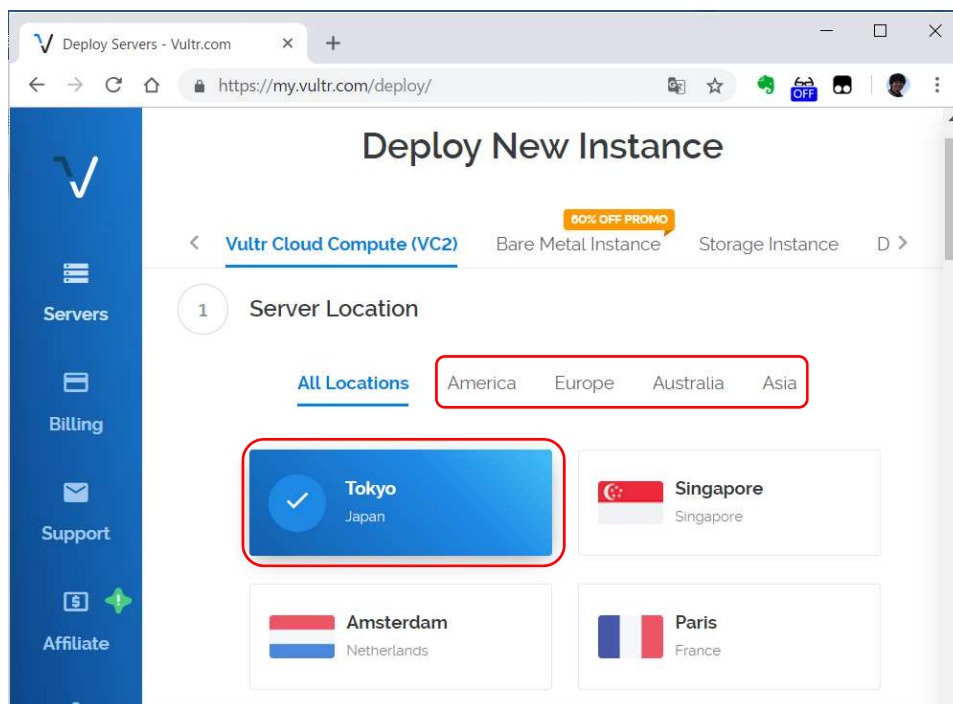 Deploy Servers - Vultr.com
https://my.vultr.com/deploy/
OFF
Deploy New Instance
60% OFF PROMO
Vultr Cloud Compute (VC2) Bare Metal Instance Storage Instance D
Servers
1 Server Location
All Locations America Europe Australia Asia
Billing
Tokyo
Japan
Singapore
Singapore
Support
Amsterdam
Netherlands
Paris
France
Affiliate